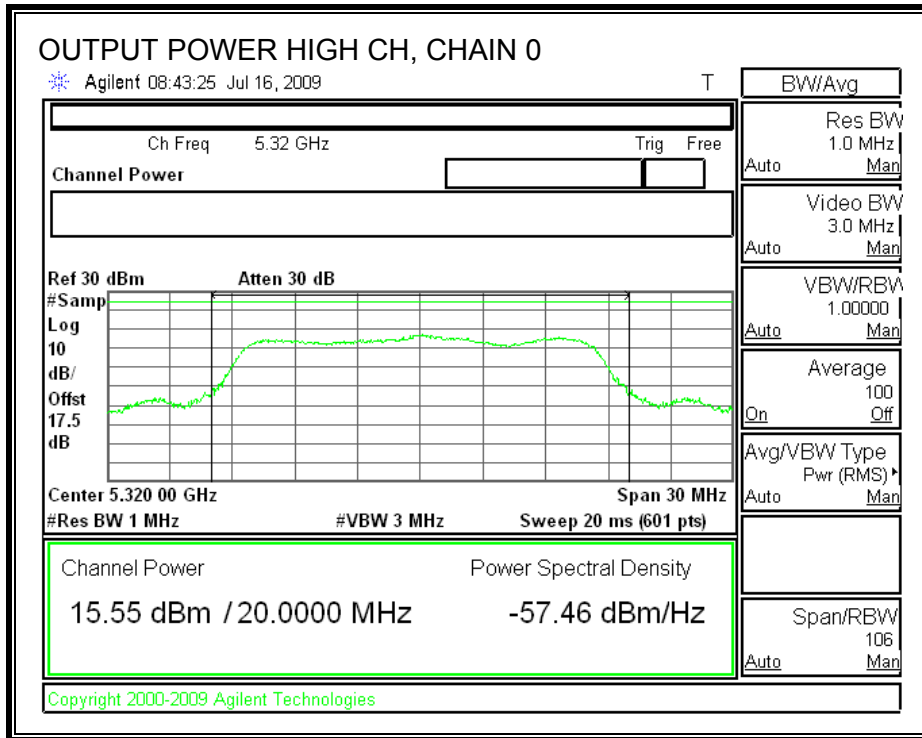 OUTPUT POWER HIGH CH, CHAIN 0
Agilent 08:43:25 Jul 16, 2009 T
Ch Freq 5.32 GHz Trig Free
Channel Power
Ref 30 dBm Atten 30 dB
#Samp
Log
10
dB/
Offst
17.5
dB
Center 5.320 00 GHz Span 30 MHz
#Res BW 1 MHz #VBW 3 MHz Sweep 20 ms (601 pts)
Channel Power Power Spectral Density
15.55 dBm / 20.0000 MHz -57.46 dBm/Hz
Copyright 2000-2009 Agilent Technologies
BW/Avg
Res BW
1.0 MHz
Auto Man
Video BW
3.0 MHz
Auto Man
VBW/RBW
1.00000
Auto Man
Average
100
On Off
Avg/VBW Type
Pwr (RMS)
Auto Man
Span/RBW
106
Auto Man